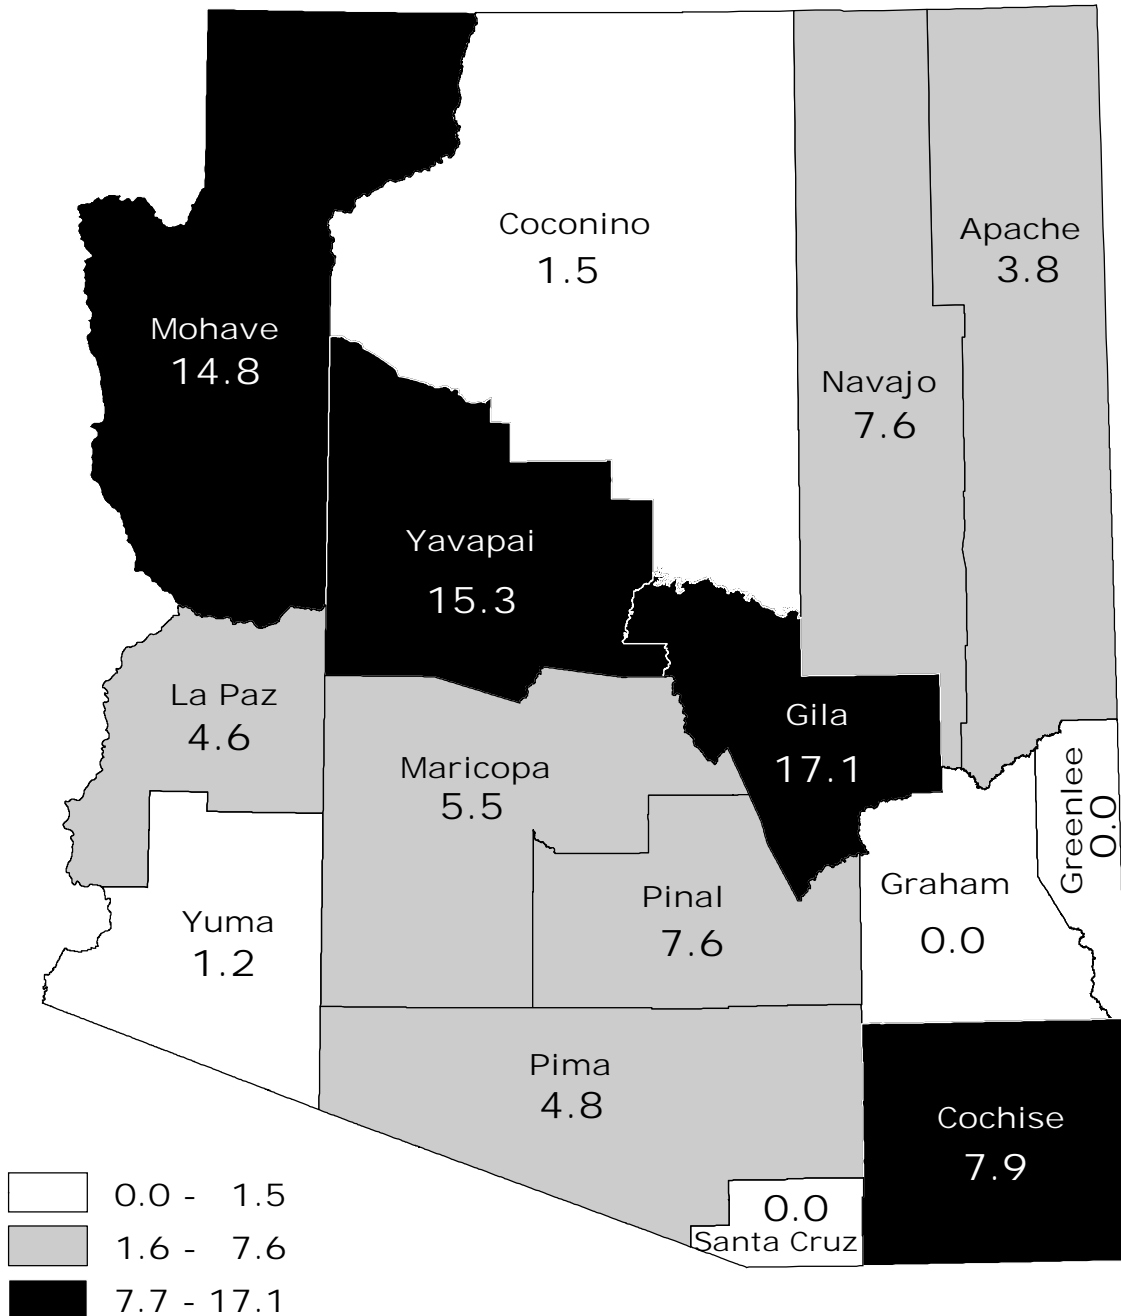 Coconino
1.5
Apache
3.8
Mohave
14.8
Navajo
7.6
Yavapai
15.3
La Paz
4.6
Gila
17.1
Maricopa
5.5
Greenlee
0.0
Graham
0.0
Pinal
7.6
Yuma
1.2
Pima
4.8
Cochise
7.9
0.0
Santa Cruz
0.0 - 1.5
1.6 - 7.6
7.7 - 17.1